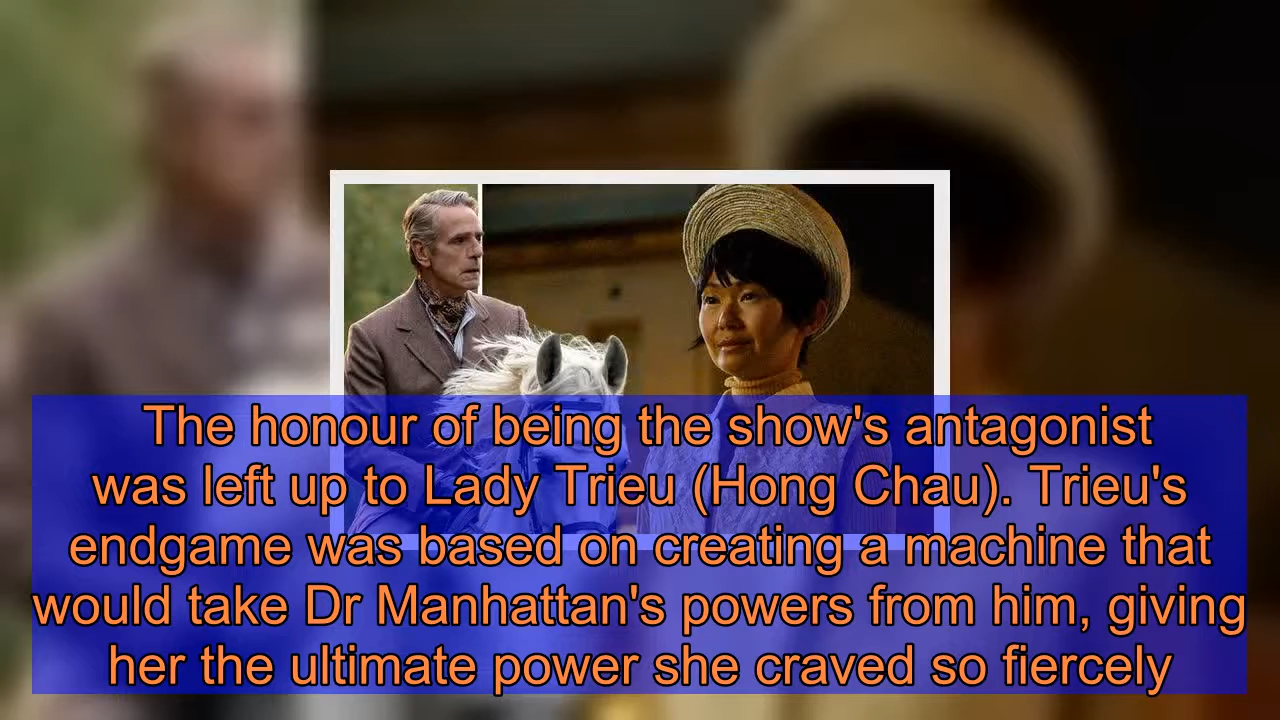 The honour of being the show's antagonist
was left up to Lady Trieu (Hong Chau). Trieu's
endgame was based on creating a machine that
would take Dr Manhattan's powers from him, giving
her the ultimate power she craved so fiercely